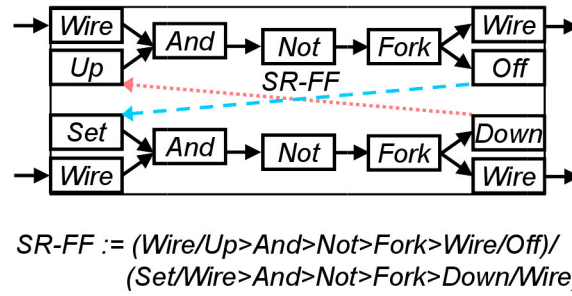 Wire And Not Fork Wire
Up Off
SR-FF
Set Down
Wire And Not Fork Wire
SR-FF := (Wire/Up>And>Not>Fork>Wire/Off)/
(Set/Wire>And>Not>Fork>Down/Wire